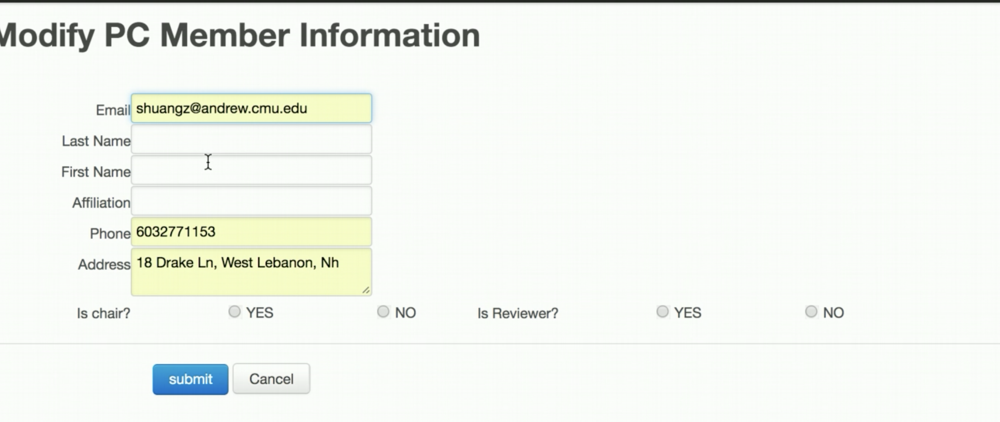 Modify PC Member Information
Email shuangz@andrew.cmu.edu
Last Name
First Name
Affiliation
Phone 6032771153
Address 18 Drake Ln, West Lebanon, Nh
Is chair? YES NO Is Reviewer? YES NO
submit Cancel